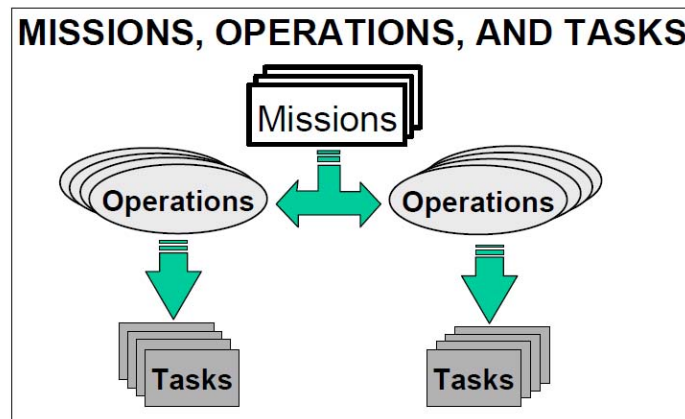 MISSIONS, OPERATIONS, AND TASKS
Missions
Operations
Operations
Tasks
Tasks